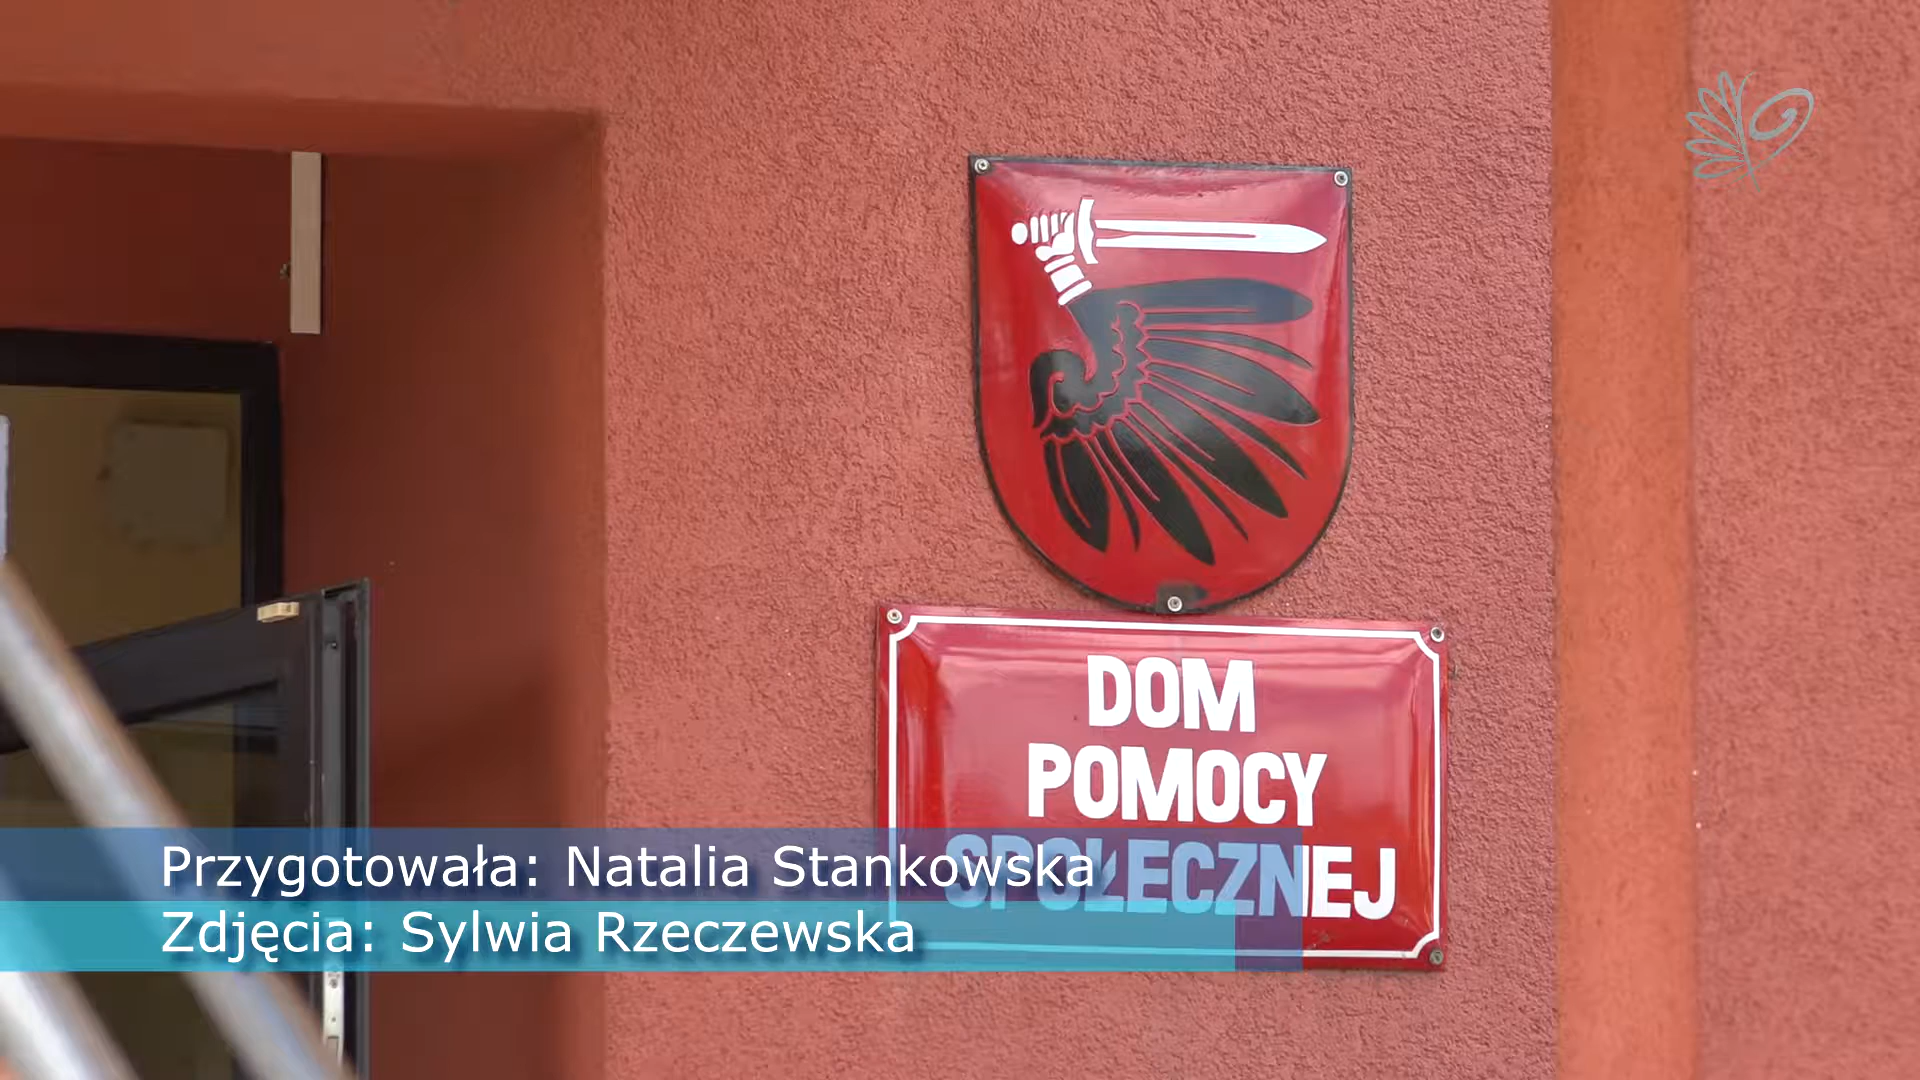 DOM
POMOCY
SPOŁECZNEJ
Przygotowała: Natalia Stankowska
Zdjęcia: Sylwia Rzeczewska